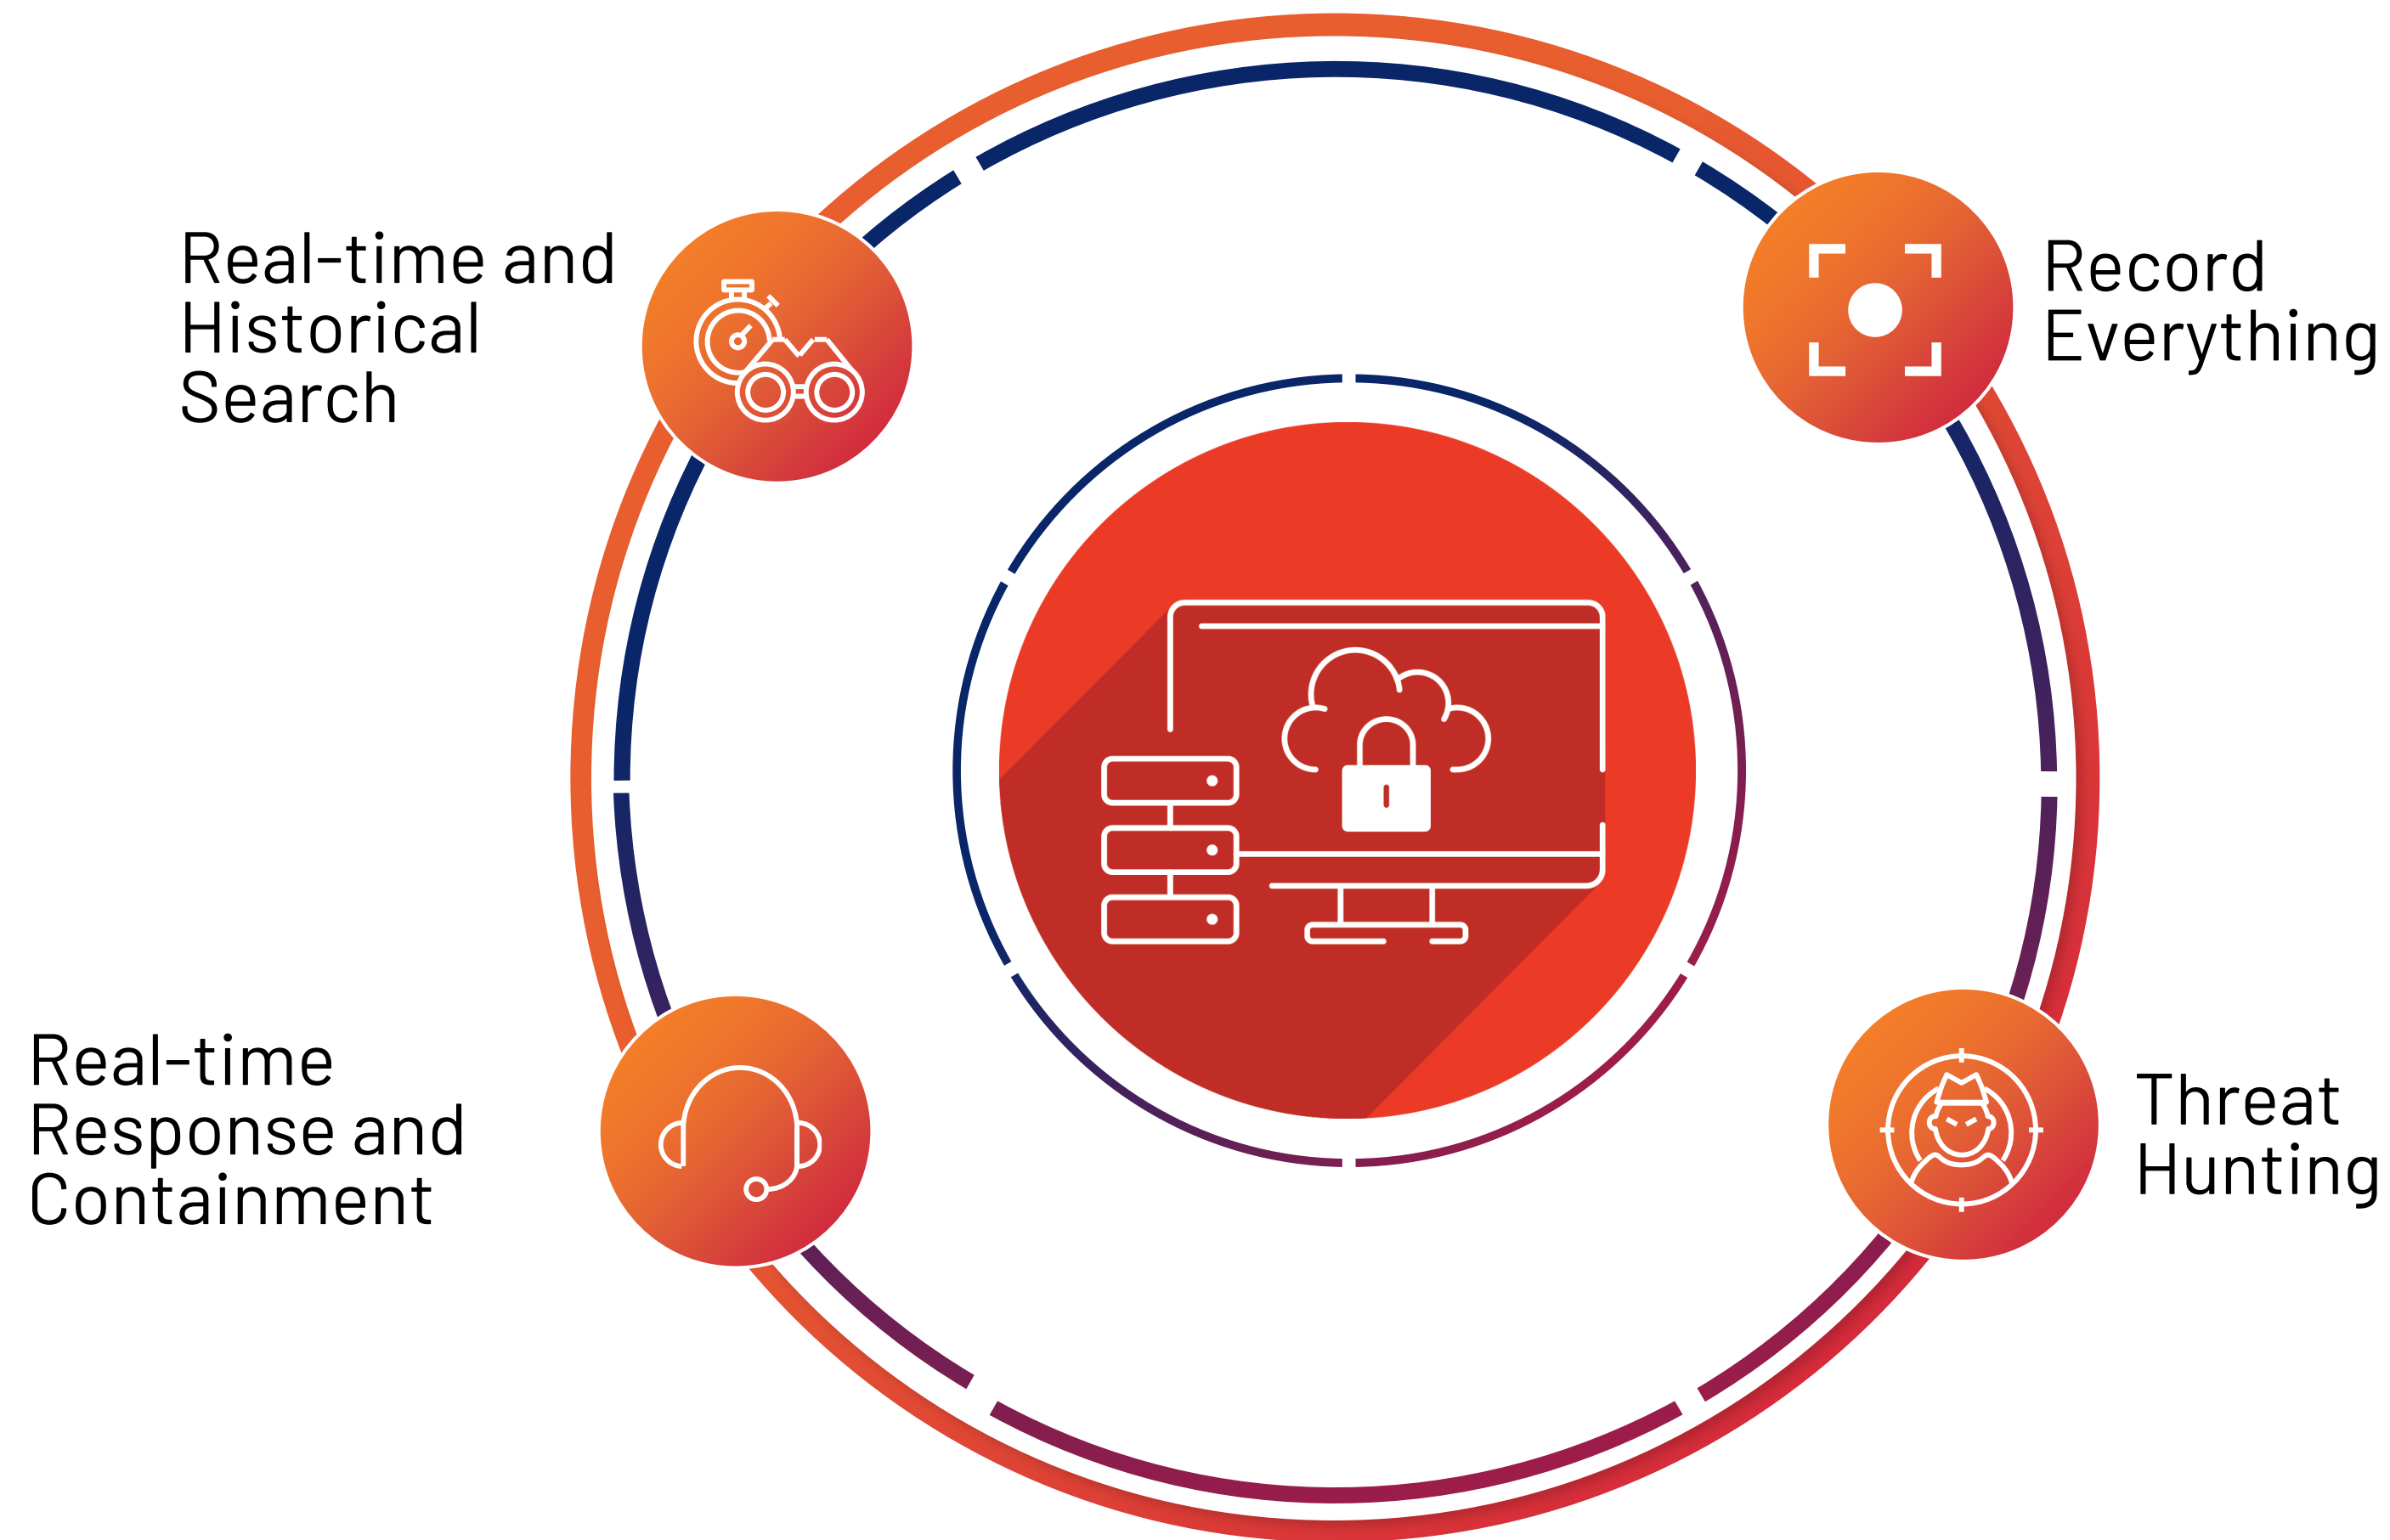 Real-time and
Historical
Search
Record
Everything
Real-time
Response and
Containment
Threat
Hunting